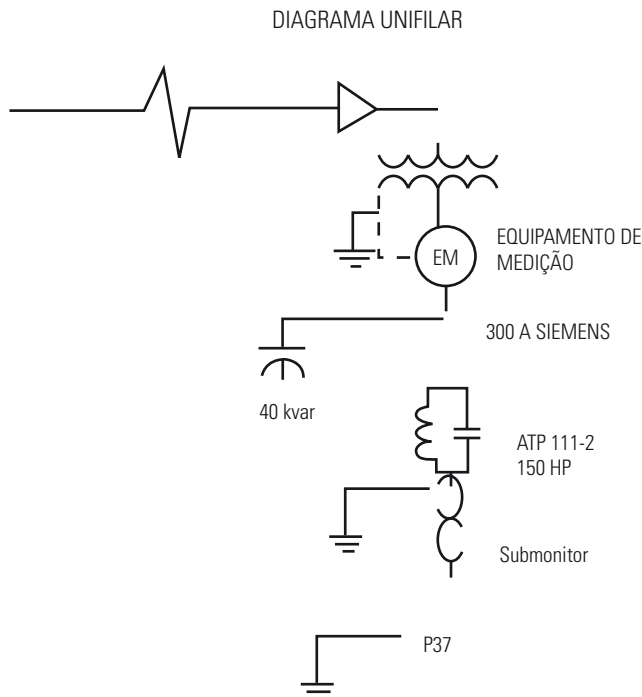 DIAGRAMA UNIFILAR
EQUIPAMENTO DE
MEDIÇÃO
EM
300 A SIEMENS
40 kvar
ATP 111-2
150 HP
Submonitor
P37